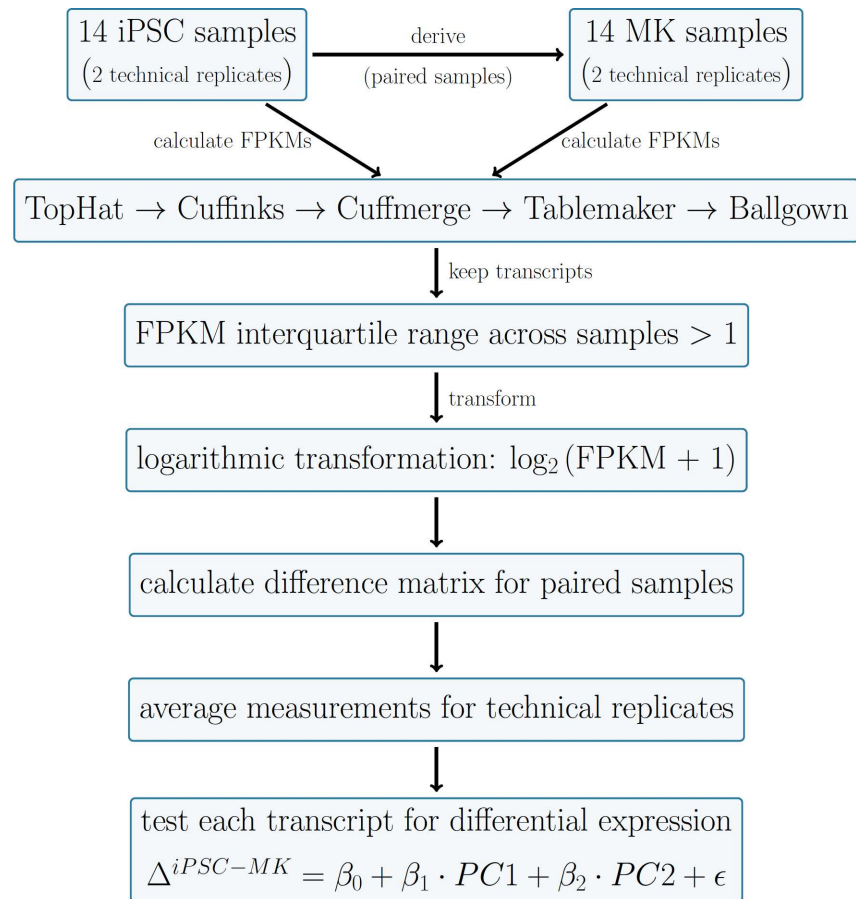 14 iPSC samples
(2 technical replicates)
derive
(paired samples)
14 MK samples
(2 technical replicates)
calculate FPKMs
calculate FPKMs
TopHat → Cuffinks → Cuffmerge → Tablemaker → Ballgown
keep transcripts
FPKM interquartile range across samples > 1
transform
logarithmic transformation: log₂(FPKM + 1)
calculate difference matrix for paired samples
average measurements for technical replicates
test each transcript for differential expression
Δ^{iPSC−MK} = β₀ + β₁ · PC1 + β₂ · PC2 + ϵ